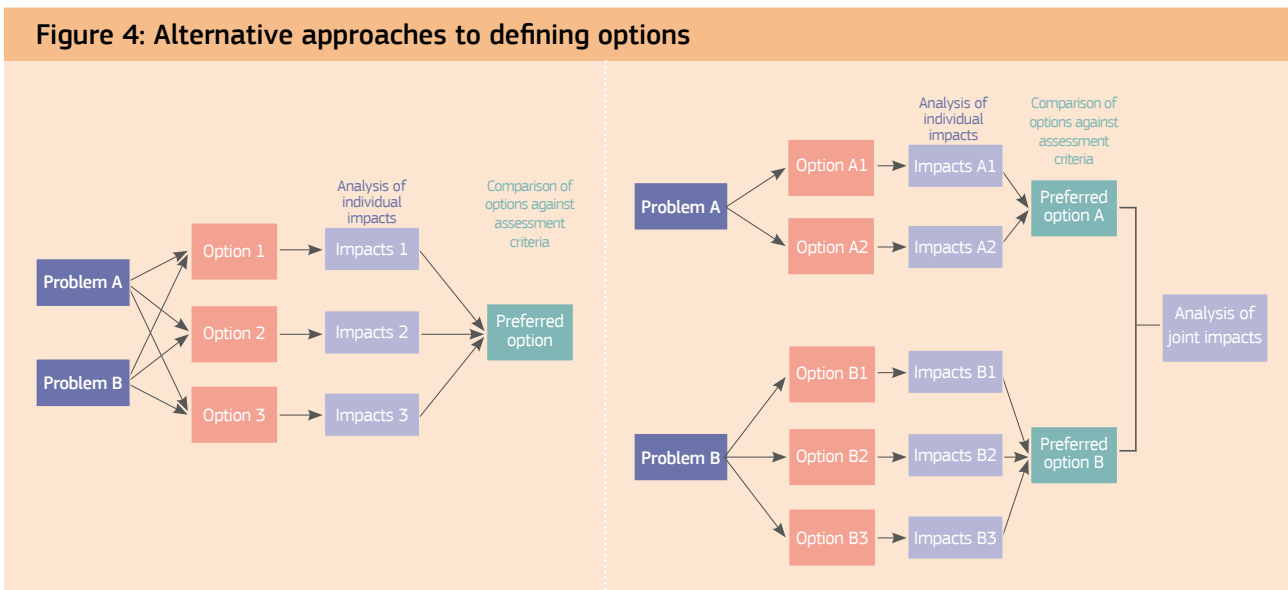 Figure 4: Alternative approaches to defining options
Analysis of
individual
impacts
Comparison of
options against
assessment
criteria
Problem A
Problem B
Option 1
Impacts 1
Option 2
Impacts 2
Option 3
Impacts 3
Preferred
option
Analysis of
individual
impacts
Comparison of
options against
assessment
criteria
Problem A
Option A1
Impacts A1
Option A2
Impacts A2
Preferred
option A
Problem B
Option B1
Impacts B1
Option B2
Impacts B2
Option B3
Impacts B3
Preferred
option B
Analysis of
joint impacts